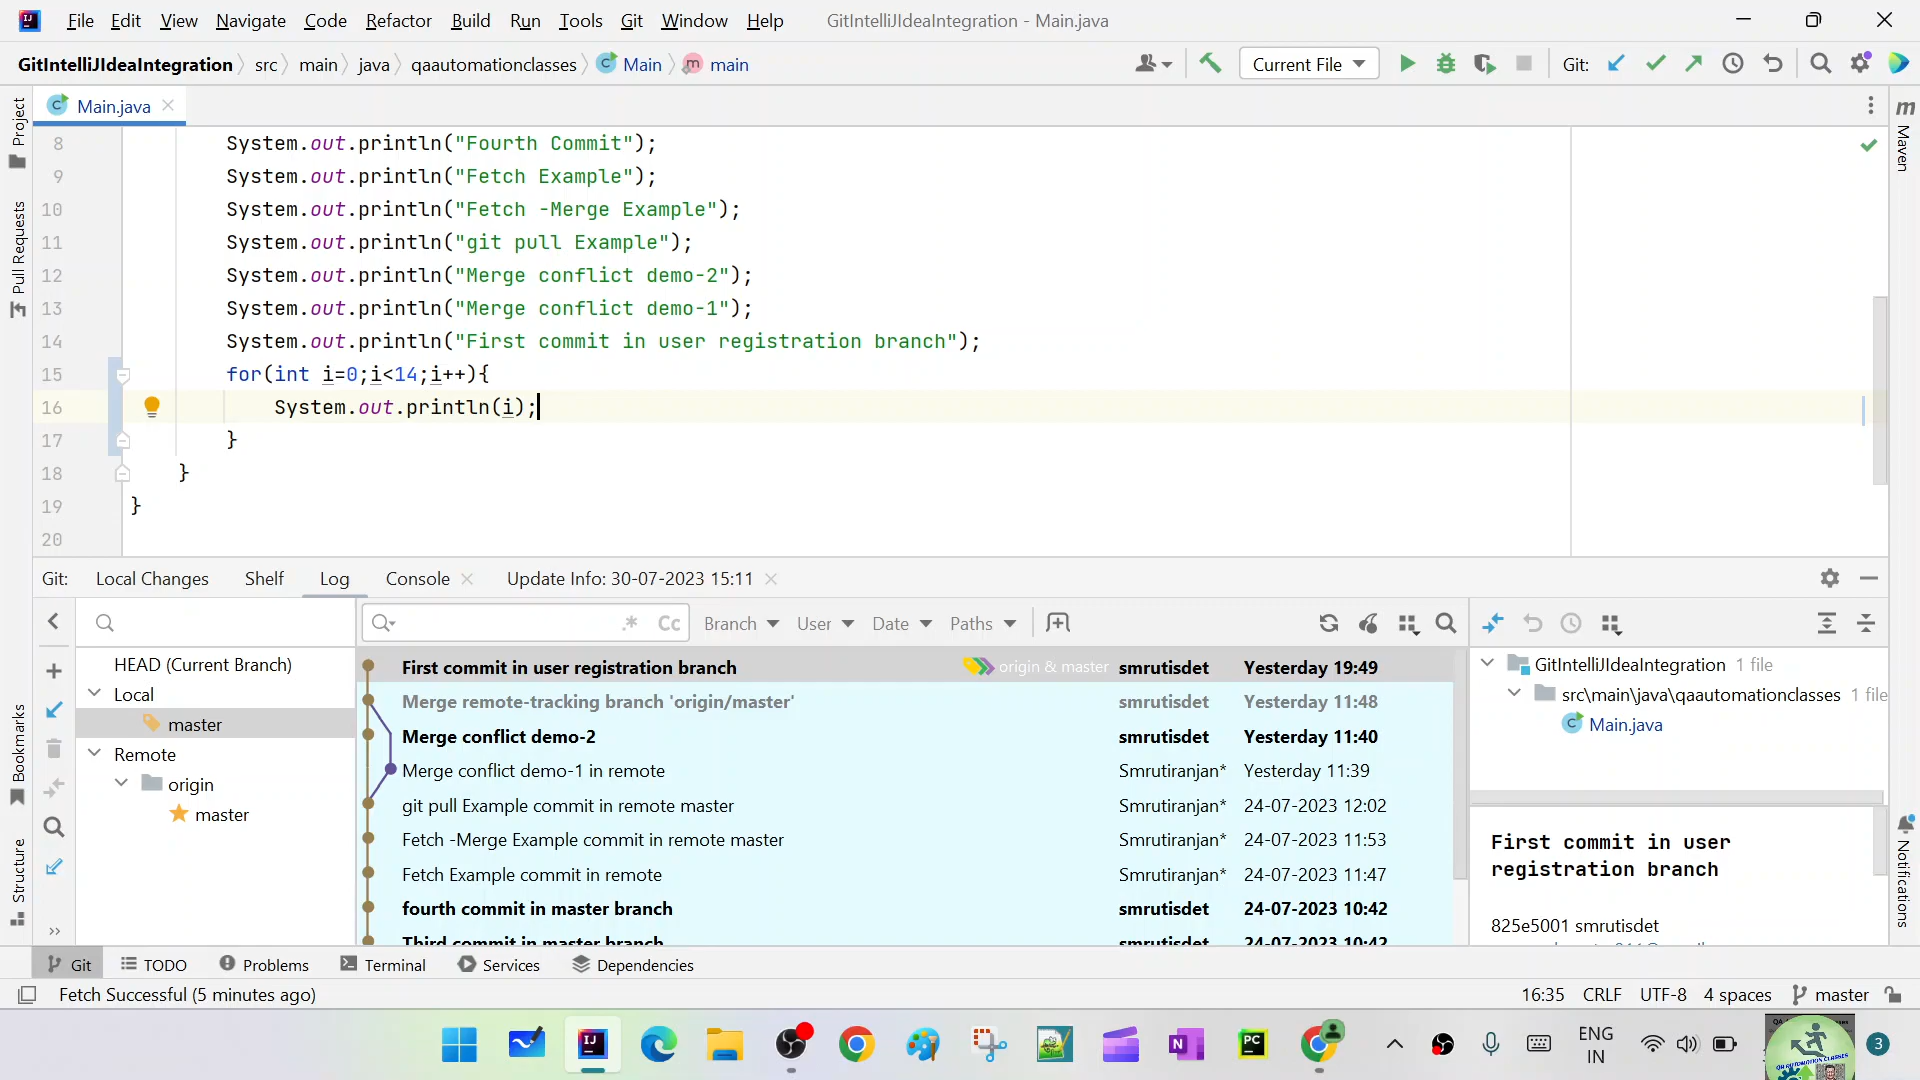 File Edit View Navigate Code Refactor Build Run Tools Git Window Help GitIntelliJIdeaIntegration - Main.java
GitIntelliJIdeaIntegration src main java qaautomationclasses Main main Current File Git:
Main.java
Project
Pull Requests
Bookmarks
Structure
Maven
Notifications
8 System.out.println("Fourth Commit");
9 System.out.println("Fetch Example");
10 System.out.println("Fetch -Merge Example");
11 System.out.println("git pull Example");
12 System.out.println("Merge conflict demo-2");
13 System.out.println("Merge conflict demo-1");
14 System.out.println("First commit in user registration branch");
15 for(int i=0;i<14;i++){
16 System.out.println(i);
17 }
18 }
19 }
20
Git: Local Changes Shelf Log Console Update Info: 30-07-2023 15:11
.* Cc Branch User Date Paths
HEAD (Current Branch)
Local
master
Remote
origin
master
First commit in user registration branch origin & master smrutisdet Yesterday 19:49
Merge remote-tracking branch 'origin/master' smrutisdet Yesterday 11:48
Merge conflict demo-2 smrutisdet Yesterday 11:40
Merge conflict demo-1 in remote Smrutiranjan* Yesterday 11:39
git pull Example commit in remote master Smrutiranjan* 24-07-2023 12:02
Fetch -Merge Example commit in remote master Smrutiranjan* 24-07-2023 11:53
Fetch Example commit in remote Smrutiranjan* 24-07-2023 11:47
fourth commit in master branch smrutisdet 24-07-2023 10:42
Third commit in master branch smrutisdet 24-07-2023 10:42
GitIntelliJIdeaIntegration 1 file
src\main\java\qaautomationclasses 1 file
Main.java
First commit in user
registration branch
825e5001 smrutisdet
Git TODO Problems Terminal Services Dependencies
Fetch Successful (5 minutes ago) 16:35 CRLF UTF-8 4 spaces master
ENG
IN
3